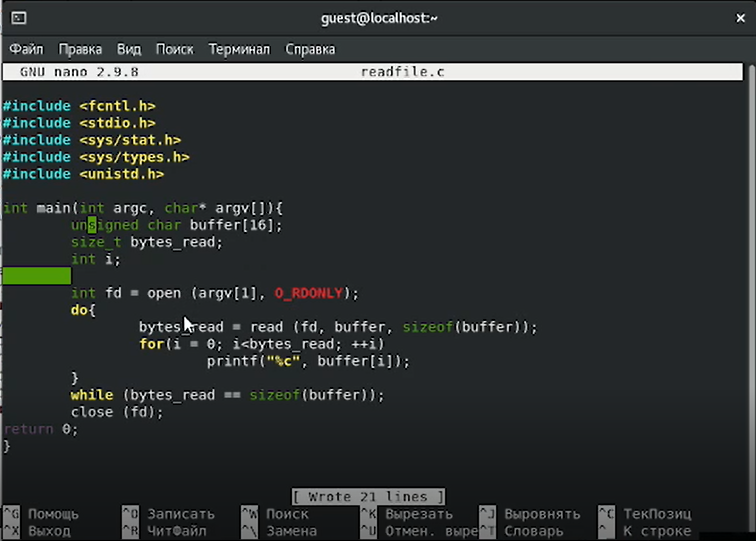 guest@localhost:~
Файл Правка Вид Поиск Терминал Справка
GNU nano 2.9.8 readfile.c
#include <fcntl.h>
#include <stdio.h>
#include <sys/stat.h>
#include <sys/types.h>
#include <unistd.h>
int main(int argc, char* argv[]){
unsigned char buffer[16];
size_t bytes_read;
int i;
int fd = open (argv[1], O_RDONLY);
do{
bytes_read = read (fd, buffer, sizeof(buffer));
for(i = 0; i<bytes_read; ++i)
printf("%c", buffer[i]);
}
while (bytes_read == sizeof(buffer));
close (fd);
return 0;
}
[ Wrote 21 lines ]
^G Помощь ^O Записать ^W Поиск ^K Вырезать ^J Выровнять ^C ТекПозиц
^X Выход ^R ЧитФайл ^\ Замена ^U Отмен. выре^T Словарь ^_ К строке